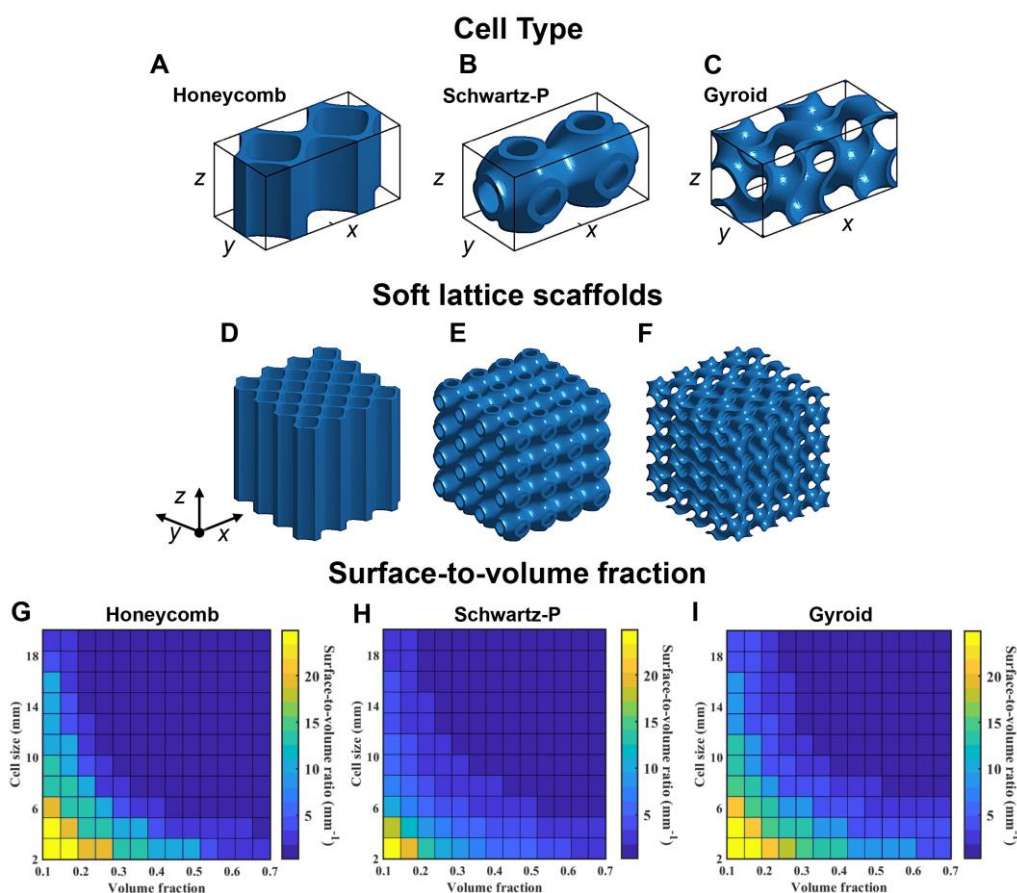 Cell Type
A
B
C
Honeycomb
Schwartz-P
Gyroid
z
y
x
z
y
x
z
y
x
Soft lattice scaffolds
D
E
F
z
y
x
Surface-to-volume fraction
G
Honeycomb
H
Schwartz-P
I
Gyroid
Cell size (mm)
18
14
10
6
2
0.1 0.2 0.3 0.4 0.5 0.6 0.7
Volume fraction
20
15
10
5
Surface-to-volume ratio (mm⁻¹)
Cell size (mm)
18
14
10
6
2
0.1 0.2 0.3 0.4 0.5 0.6 0.7
Volume fraction
20
15
10
5
Surface-to-volume ratio (mm⁻¹)
Cell size (mm)
18
14
10
6
2
0.1 0.2 0.3 0.4 0.5 0.6 0.7
Volume fraction
20
15
10
5
Surface-to-volume ratio (mm⁻¹)